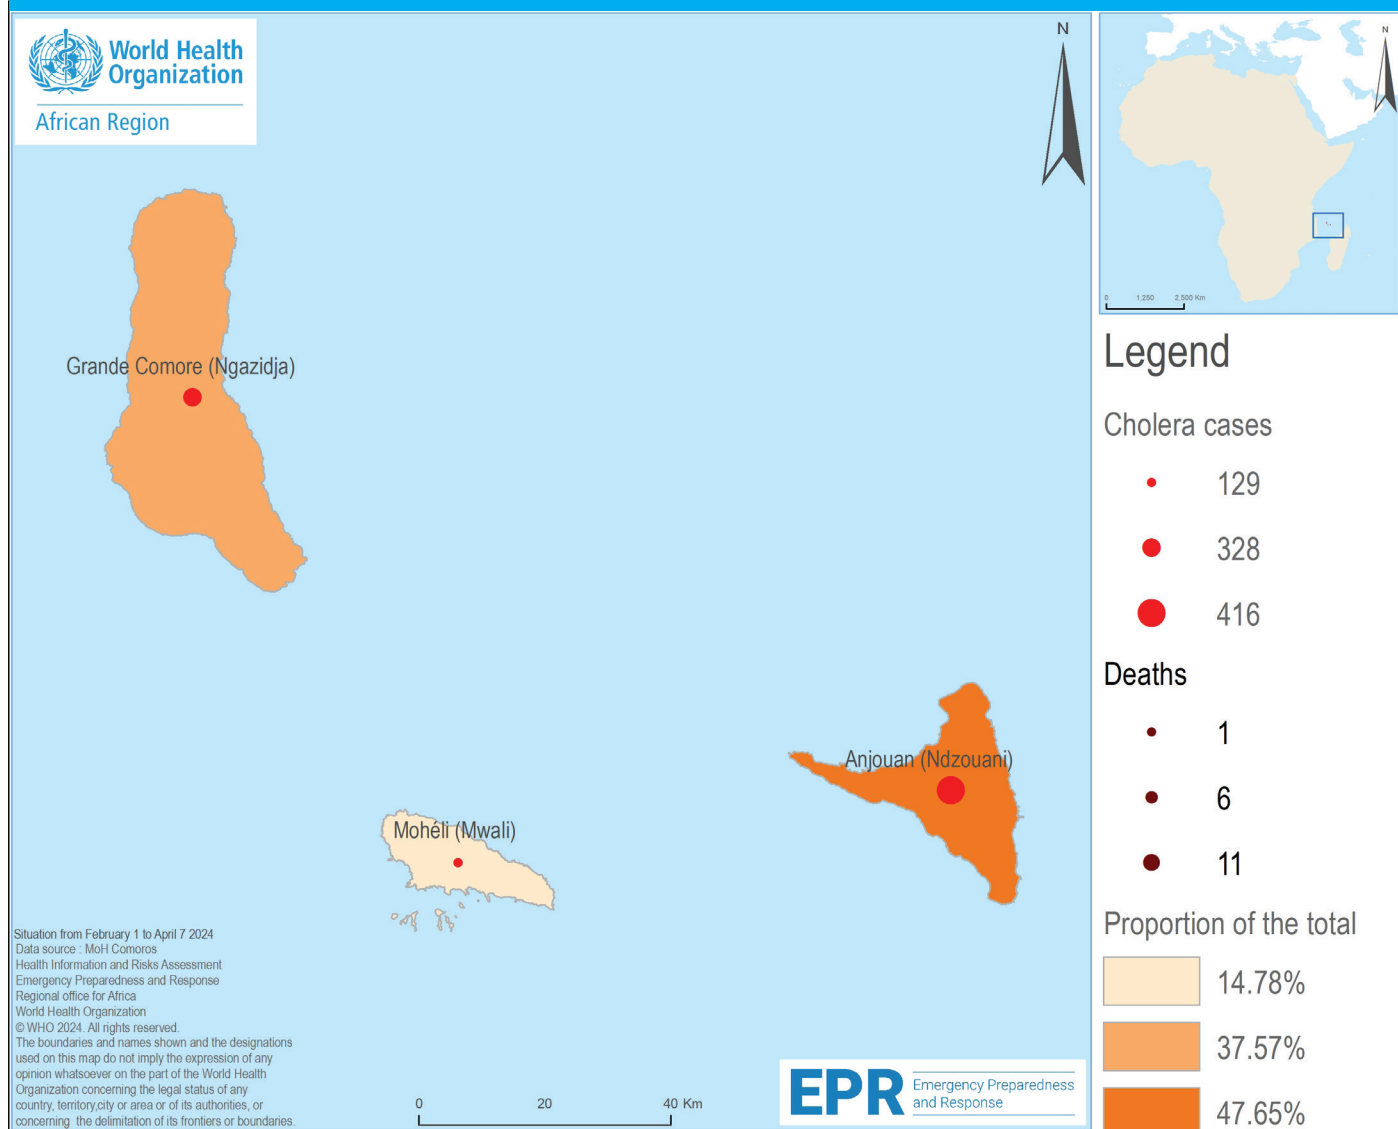 World Health
Organization
African Region
N
N
0 1,250 2,500 Km
Grande Comore (Ngazidja)
Anjouan (Ndzouani)
Mohéli (Mwali)
Legend
Cholera cases
129
328
416
Deaths
1
6
11
Proportion of the total
14.78%
37.57%
47.65%
Situation from February 1 to April 7 2024
Data source : MoH Comoros
Health Information and Risks Assessment
Emergency Preparedness and Response
Regional office for Africa
World Health Organization
© WHO 2024. All rights reserved.
The boundaries and names shown and the designations
used on this map do not imply the expression of any
opinion whatsoever on the part of the World Health
Organization concerning the legal status of any
country, territory,city or area or of its authorities, or
concerning the delimitation of its frontiers or boundaries.
0 20 40 Km
EPR
Emergency Preparedness
and Response